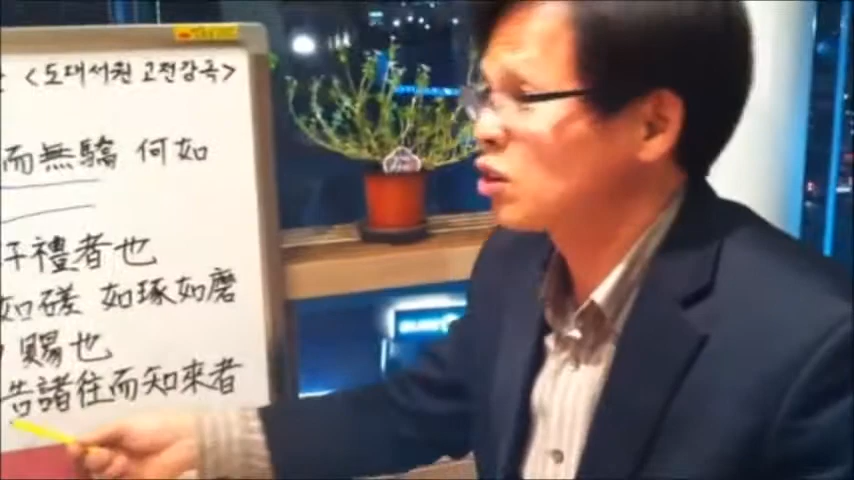 <도대서원 고전강독>
而無驕 何如
禮者也
如磋 如琢如磨
賜也
告諸往而知來者